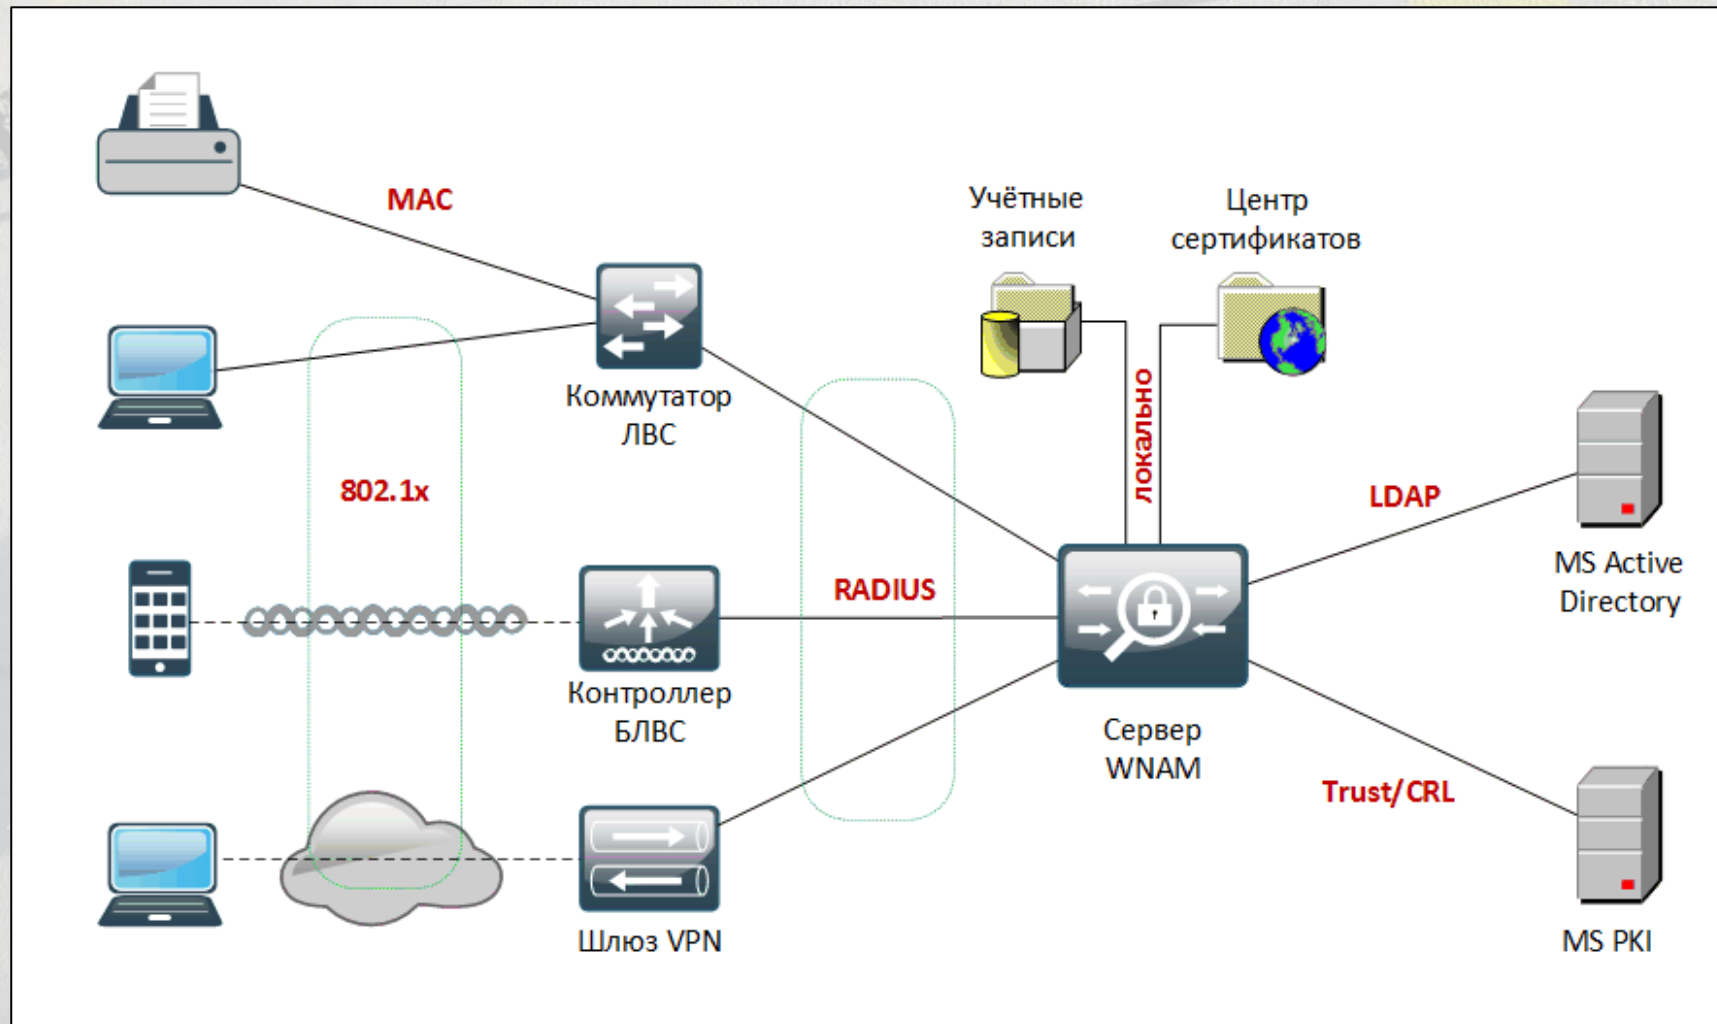 MAC
Учётные
записи
Центр
сертификатов
Коммутатор
ЛВС
локально
802.1x
LDAP
RADIUS
MS Active
Directory
Контроллер
БЛВС
Сервер
WNAM
Trust/CRL
Шлюз VPN
MS PKI